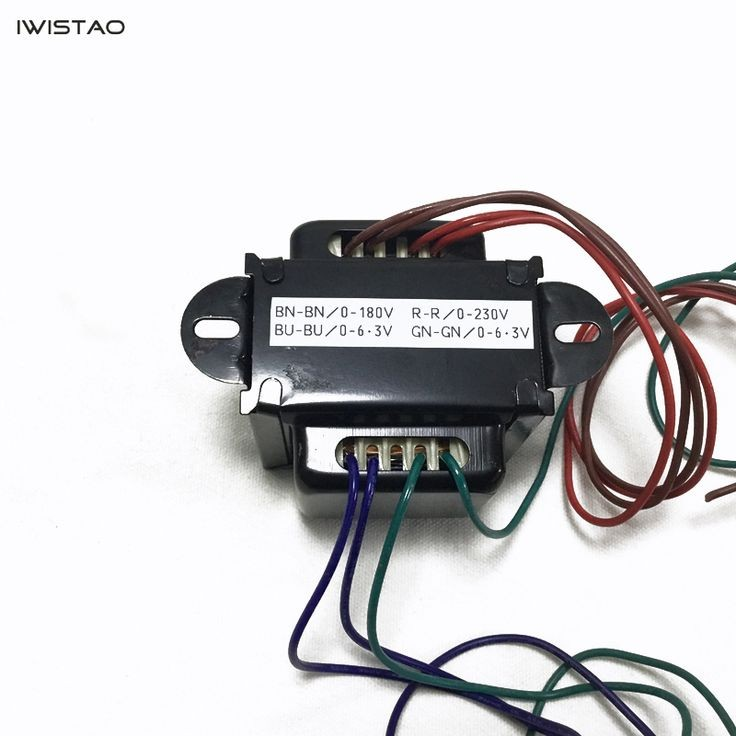 IWISTAO
BN-BN/0-180V R-R/0-230V
BU-BU/0-6·3V GN-GN/0-6·3V